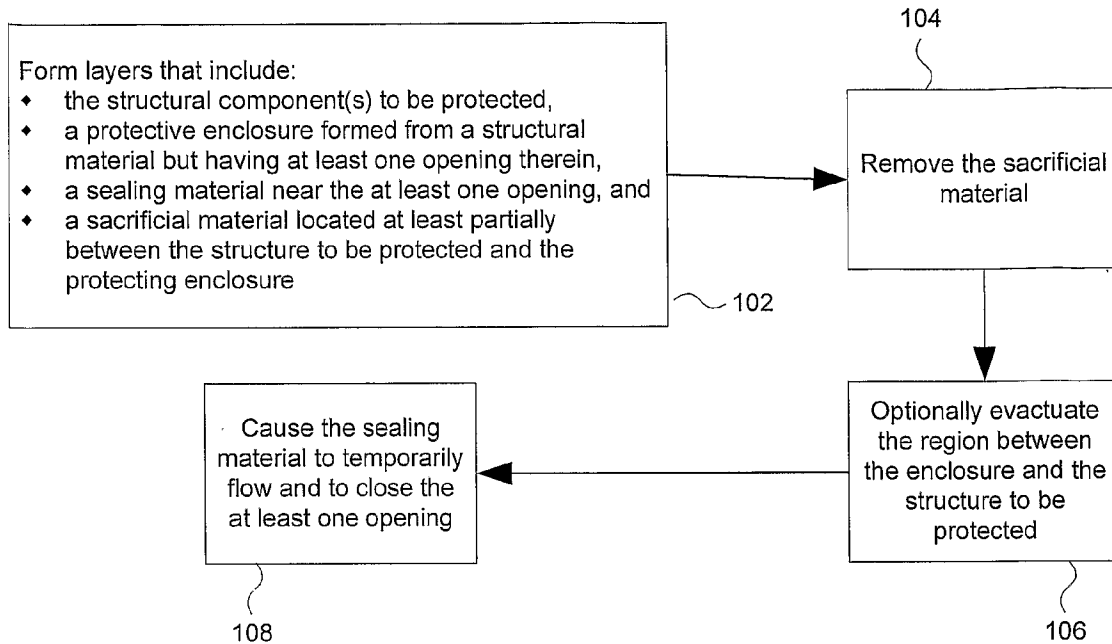 104
Form layers that include:
◆ the structural component(s) to be protected,
◆ a protective enclosure formed from a structural
material but having at least one opening therein,
◆ a sealing material near the at least one opening, and
◆ a sacrificial material located at least partially
between the structure to be protected and the
protecting enclosure
102
Remove the sacrificial
material
Optionally evactuate
the region between
the enclosure and the
structure to be
protected
106
Cause the sealing
material to temporarily
flow and to close the
at least one opening
108